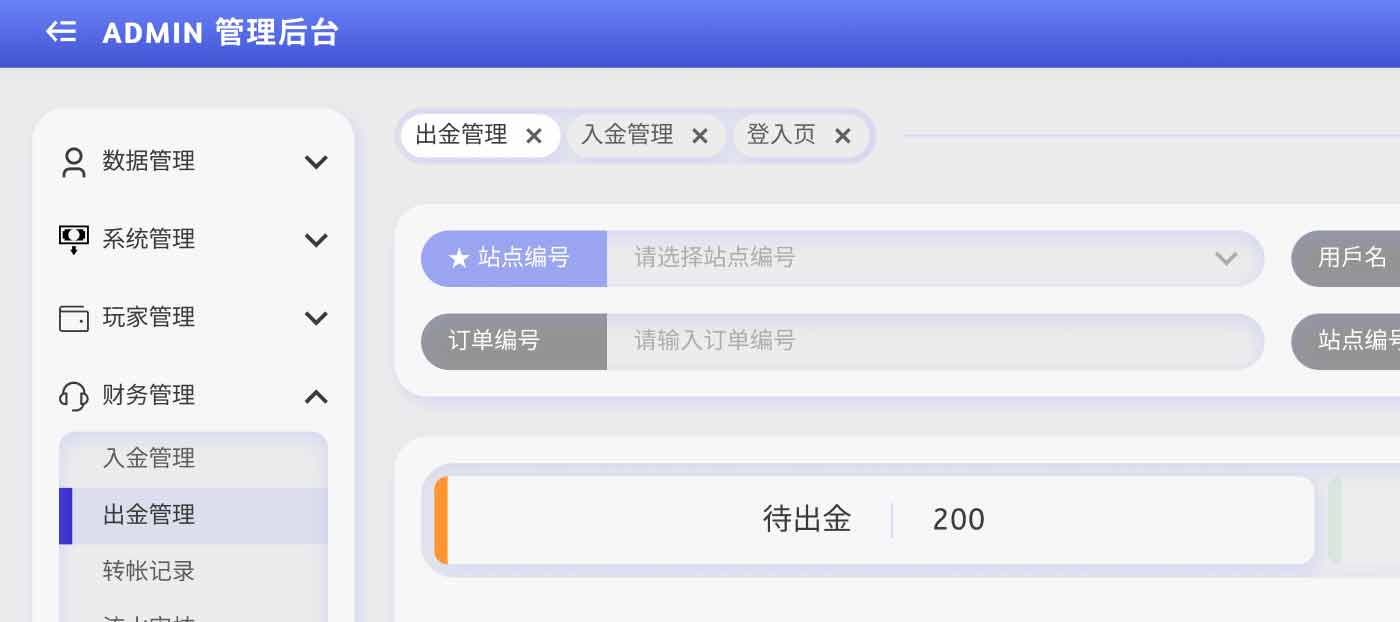 ADMIN 管理后台
数据管理
系统管理
玩家管理
财务管理
入金管理
出金管理
转帐记录
出金管理 入金管理 登入页
★ 站点编号 请选择站点编号 用戶名
订单编号 请输入订单编号 站点编号
待出金 200